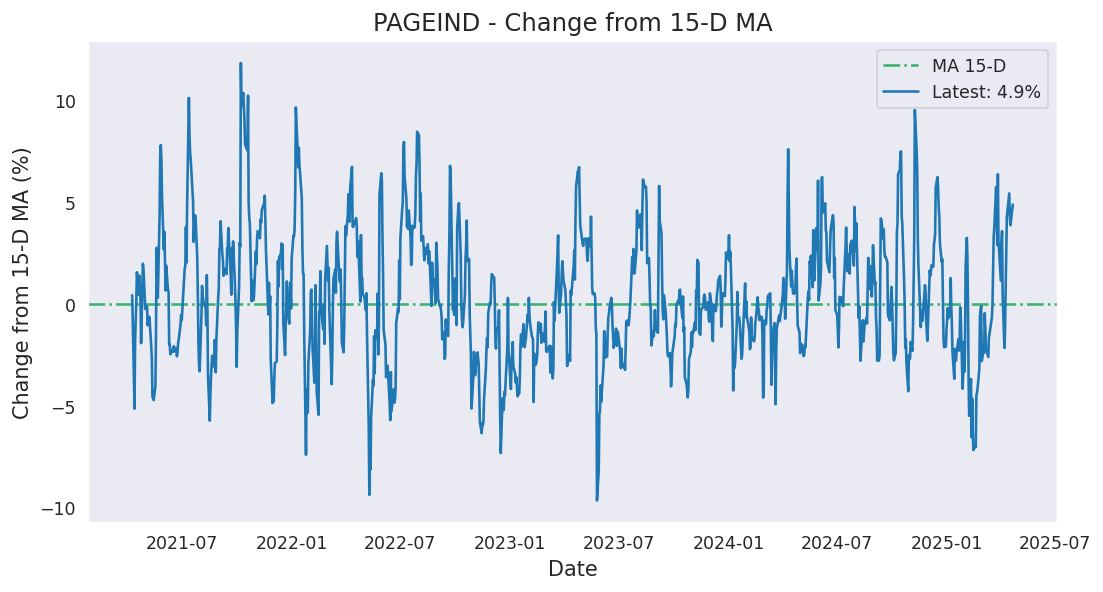 PAGEIND - Change from 15-D MA
MA 15-D
Latest: 4.9%
Change from 15-D MA (%)
10
5
0
−5
−10
2021-07
2022-01
2022-07
2023-01
2023-07
2024-01
2024-07
2025-01
2025-07
Date